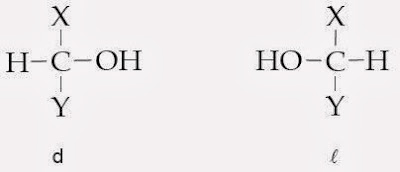 X X
H–C–OH HO–C–H
Y Y
d ℓ